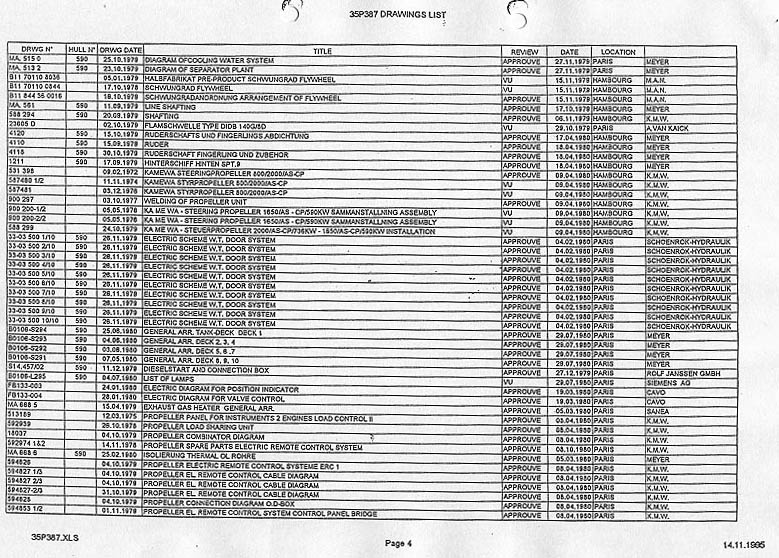 35P387 DRAWINGS LIST
DRWG N° HULL N° DRWG DATE TITLE REVIEW DATE LOCATION
MA. 515 0 590 25.10.1979 DIAGRAM OFCOOLING WATER SYSTEM APPROUVE 27.11.1979 PARIS MEYER
MA. 513 2 590 23.10.1979 DIAGRAM OF SEPARATOR PLANT APPROUVE 27.11.1979 PARIS MEYER
B11 70110 8036 05.01.1979 HALBFABRIKAT PRE-PRODUCT SCHWUNGRAD FLYWHEEL VU 15.11.1979 HAMBOURG M.A.N.
B11 70110 0844 17.10.1978 SCHWUNGRAD FLYWHEEL VU 15.11.1979 HAMBOURG M.A.N.
B11 844 56 0016 18.10.1979 SCHWUNGRADANORDNUNG ARRANGEMENT OF FLYWHEEL APPROUVE 15.11.1979 HAMBOURG M.A.N.
MA. 561 590 11.09.1979 LINE SHAFTING APPROUVE 17.10.1979 HAMBOURG MEYER
588 294 590 20.08.1979 SHAFTING APPROUVE 06.11.1979 HAMBOURG K.M.W.
23605 D 02.10.1979 FLAMSCHWELLE TYPE DIDB 140G/5D VU 29.10.1979 PARIS A.VAN KAICK
4120 590 15.10.1979 RUDERSCHAFTS UND FINGERLINGS ABDICHTUNG APPROUVE 17.04.1980 HAMBOURG MEYER
4110 590 15.09.1978 RUDER APPROUVE 18.04.1980 HAMBOURG MEYER
4118 590 30.10.1979 RUDERSCHAFT FINGERLING UND ZUBEHOR APPROUVE 18.04.1980 HAMBOURG MEYER
1211 590 17.09.1979 HINTERSCHIFF HINTEN SPT.9 APPROUVE 18.04.1980 HAMBOURG MEYER
531 398 09.02.1972 KAMEWA STEERINGPROPELLER 800/2000/AS-CP APPROUVE 09.04.1980 HAMBOURG K.M.W.
587480 1/2 11.11.1974 KAMEWA STYRPROPELLER 800/2000/AS-CP VU 09.04.1980 HAMBOURG K.M.W.
587481 03.12.1976 KAMEWA STYRPROPELLER 800/2000/AS-CP VU 09.04.1980 HAMBOURG K.M.W.
900 297 03.10.1977 WELDING OF PROPELLER UNIT APPROUVE 09.04.1980 HAMBOURG K.M.W.
900 200-1/2 05.05.1976 KA ME WA - STEERING PROPELLER 1650/AS - CP/590KW SAMMANSTALLNING ASSEMBLY VU 09.04.1980 HAMBOURG K.M.W.
900 200-2/2 05.05.1976 KA ME WA - STEERING PROPELLER 1650/AS - CP/590KW SAMMANSTALLNING ASSEMBLY VU 09.04.1980 HAMBOURG K.M.W.
588 299 24.10.1979 KA ME WA - STEUERPROPELLER 2000/AS-CP/736KW - 1650/AS-CP/590KW INSTALLATION VU 09.04.1980 HAMBOURG K.M.W.
33-03 500 1/10 590 26.11.1979 ELECTRIC SCHEME W.T. DOOR SYSTEM APPROUVE 04.02.1980 PARIS SCHOENROK-HYDRAULIK
33-03 500 2/10 590 26.11.1979 ELECTRIC SCHEME W.T. DOOR SYSTEM APPROUVE 04.02.1980 PARIS SCHOENROK-HYDRAULIK
33-03 500 3/10 590 26.11.1979 ELECTRIC SCHEME W.T. DOOR SYSTEM APPROUVE 04.02.1980 PARIS SCHOENROK-HYDRAULIK
33-03 500 4/10 590 26.11.1979 ELECTRIC SCHEME W.T. DOOR SYSTEM APPROUVE 04.02.1980 PARIS SCHOENROK-HYDRAULIK
33-03 500 5/10 590 26.11.1979 ELECTRIC SCHEME W.T. DOOR SYSTEM APPROUVE 04.02.1980 PARIS SCHOENROK-HYDRAULIK
33-03 500 6/10 590 26.11.1979 ELECTRIC SCHEME W.T. DOOR SYSTEM APPROUVE 04.02.1980 PARIS SCHOENROK-HYDRAULIK
33-03 500 7/10 590 26.11.1979 ELECTRIC SCHEME W.T. DOOR SYSTEM APPROUVE 04.02.1980 PARIS SCHOENROK-HYDRAULIK
33-03 500 8/10 590 26.11.1979 ELECTRIC SCHEME W.T. DOOR SYSTEM APPROUVE 04.02.1980 PARIS SCHOENROK-HYDRAULIK
33-03 500 9/10 590 26.11.1979 ELECTRIC SCHEME W.T. DOOR SYSTEM APPROUVE 04.02.1980 PARIS SCHOENROK-HYDRAULIK
33-03 500 10/10 590 26.11.1979 ELECTRIC SCHEME W.T. DOOR SYSTEM APPROUVE 04.02.1980 PARIS SCHOENROK-HYDRAULIK
B0106-S294 590 25.06.1980 GENERAL ARR. TANK-DECK DECK 1 APPROUVE 29.07.1980 PARIS MEYER
B0106-S293 590 04.06.1980 GENERAL ARR. DECK 2, 3, 4 APPROUVE 29.07.1980 PARIS MEYER
B0106-S292 590 03.06.1980 GENERAL ARR. DECK 5, 6 ,7 APPROUVE 29.07.1980 PARIS MEYER
B0106-S291 590 07.05.1980 GENERAL ARR. DECK 8, 9, 10 APPROUVE 29.07.1980 PARIS MEYER
S14.457/02 590 11.12.1979 DIESELSTART AND CONNECTION BOX APPROUVE 27.12.1979 PARIS ROLF JANSSEN GMBH
B0106-L295 590 04.07.1980 LIST OF LAMPS VU 29.07.1980 PARIS SIEMENS AG
FB133-003 24.01.1980 ELECTRIC DIAGRAM FOR POSITION INDICATOR APPROUVE 19.03.1980 PARIS CAVO
FB133-004 28.01.1980 ELECTRIC DIAGRAM FOR VALVE CONTROL APPROUVE 19.03.1980 PARIS CAVO
MA 668 5 15.04.1979 EXHAUST GAS HEATER GENERAL ARR. APPROUVE 05.03.1980 PARIS SANEA
513189 12.03.1975 PROPELLER PANEL FOR INSTRUMENTS 2 ENGINES LOAD CONTROL II APPROUVE 03.04.1980 PARIS K.M.W.
592939 26.10.1978 PROPELLER LOAD SHARING UNIT APPROUVE 08.04.1980 PARIS K.M.W.
18037 04.10.1979 PROPELLER COMBINATOR DIAGRAM APPROUVE 08.04.1980 PARIS K.M.W.
592974 1&2 14.11.1978 PROPELLER SPARE PARTS ELECTRIC REMOTE CONTROL SYSTEM APPROUVE 08.04.1980 PARIS K.M.W.
MA 668 6 590 25.02.1980 ISOLIERUNG THERMAL OL ROHRE APPROUVE 05.03.1980 PARIS MEYER
594826 04.10.1979 PROPELLER ELECTRIC REMOTE CONTROL SYSTEME ERC 1 APPROUVE 08.04.1980 PARIS K.M.W.
594827 1/3 04.10.1979 PROPELLER EL. REMOTE CONTROL CABLE DIAGRAM APPROUVE 08.04.1980 PARIS K.M.W.
594827 2/3 04.10.1979 PROPELLER EL. REMOTE CONTROL CABLE DIAGRAM APPROUVE 08.04.1980 PARIS K.M.W.
594827-2/3 31.10.1979 PROPELLER EL. REMOTE CONTROL CABLE DIAGRAM APPROUVE 08.04.1980 PARIS K.M.W.
594825 04.10.1979 PROPELLER CONNECTION DIAGRAM O.D-BOX APPROUVE 08.04.1980 PARIS K.M.W.
594853 1/2 01.11.1979 PROPELLER EL. REMOTE CONTROL SYSTEM CONTROL PANEL BRIDGE APPROUVE 08.04.1980 PARIS K.M.W.
35P387.XLS Page 4 14.11.1995